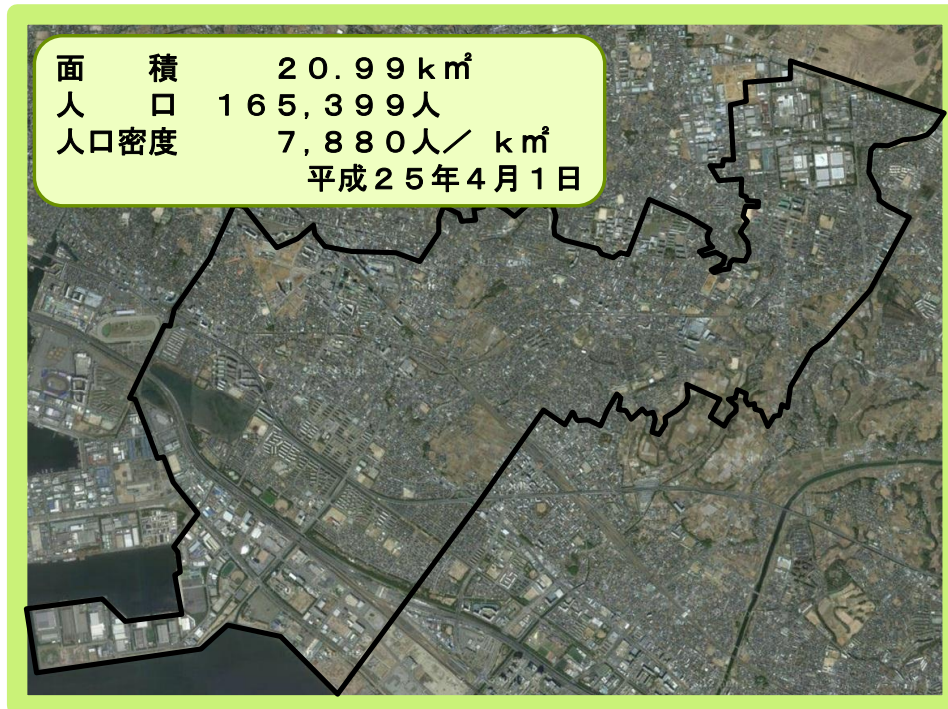 面　　積　　　２０．９９ｋ㎡
人　　口　１６５，３９９人
人口密度　　　７，８８０人／ｋ㎡
平成２５年４月１日